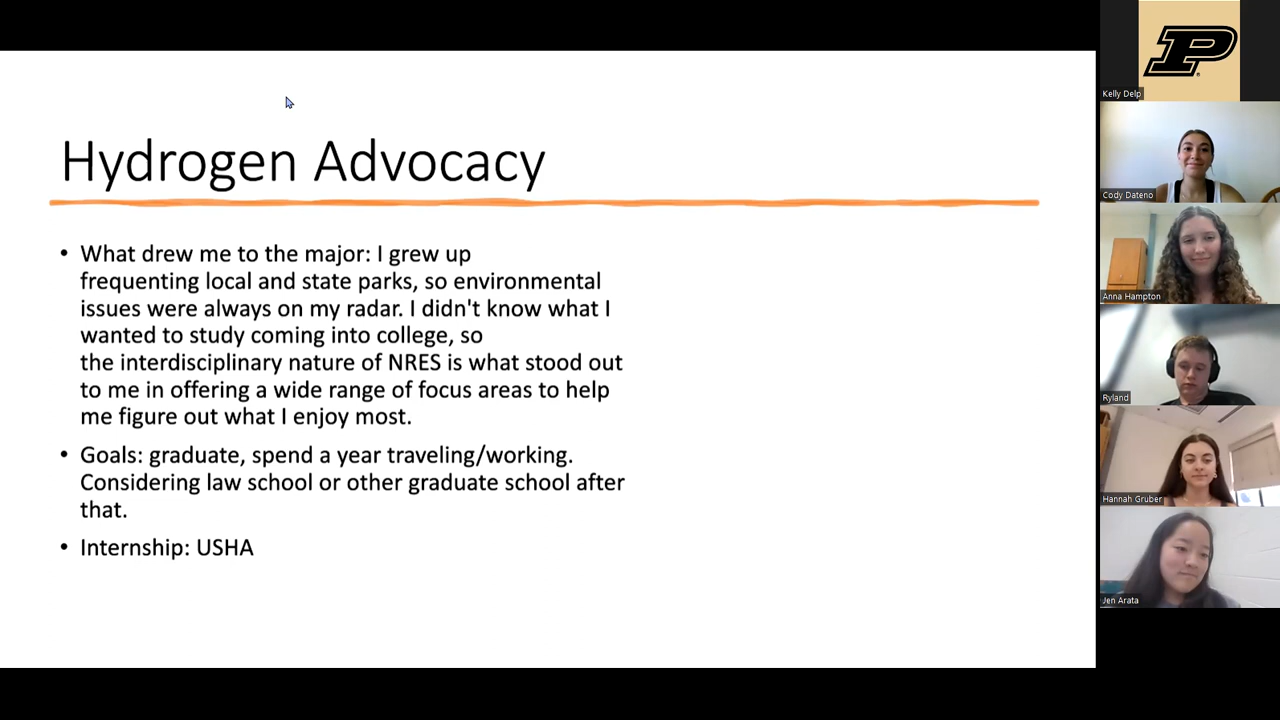 Hydrogen Advocacy
• What drew me to the major: I grew up
frequenting local and state parks, so environmental
issues were always on my radar. I didn't know what I
wanted to study coming into college, so
the interdisciplinary nature of NRES is what stood out
to me in offering a wide range of focus areas to help
me figure out what I enjoy most.
• Goals: graduate, spend a year traveling/working.
Considering law school or other graduate school after
that.
• Internship: USHA
P
Kelly Delp
Cody Dateno
Anna Hampton
Ryland
Hannah Gruber
Jen Arata